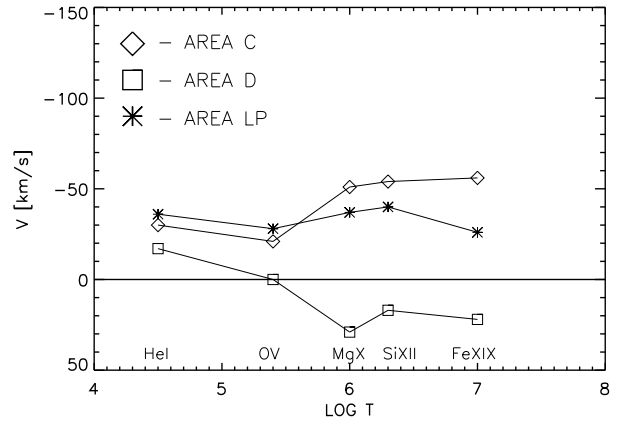 −150
−100
−50
0
50
V [km/s]
◇ − AREA C
□ − AREA D
✳ − AREA LP
HeI OV MgX SiXII FeXIX
4 5 6 7 8
LOG T